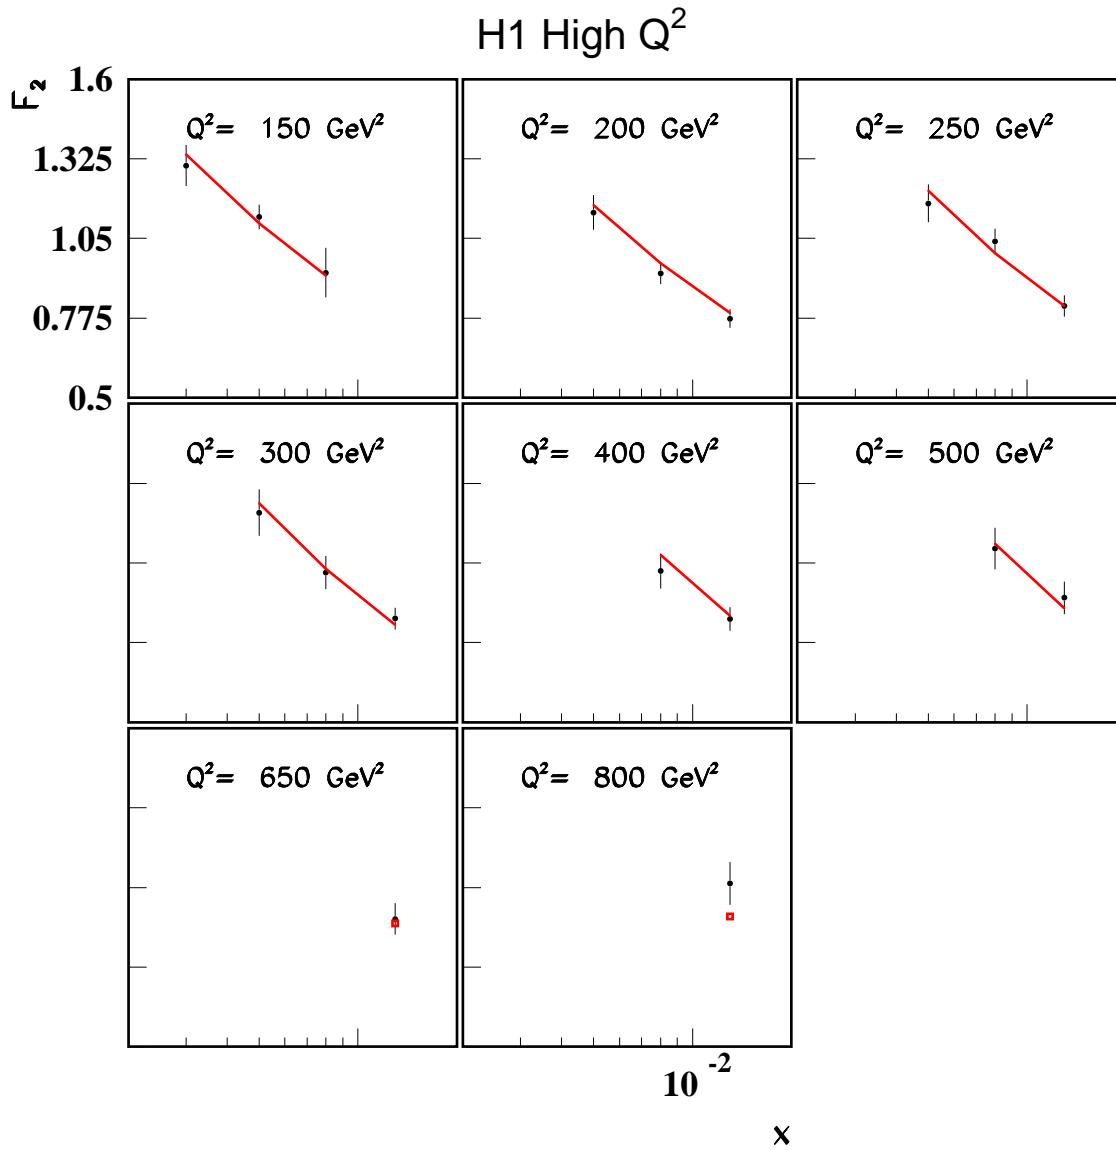 H1 High Q²
F₂
1.6
Q²= 150 GeV²
Q²= 200 GeV²
Q²= 250 GeV²
1.325
1.05
0.775
0.5
Q²= 300 GeV²
Q²= 400 GeV²
Q²= 500 GeV²
Q²= 650 GeV²
Q²= 800 GeV²
10⁻²
x